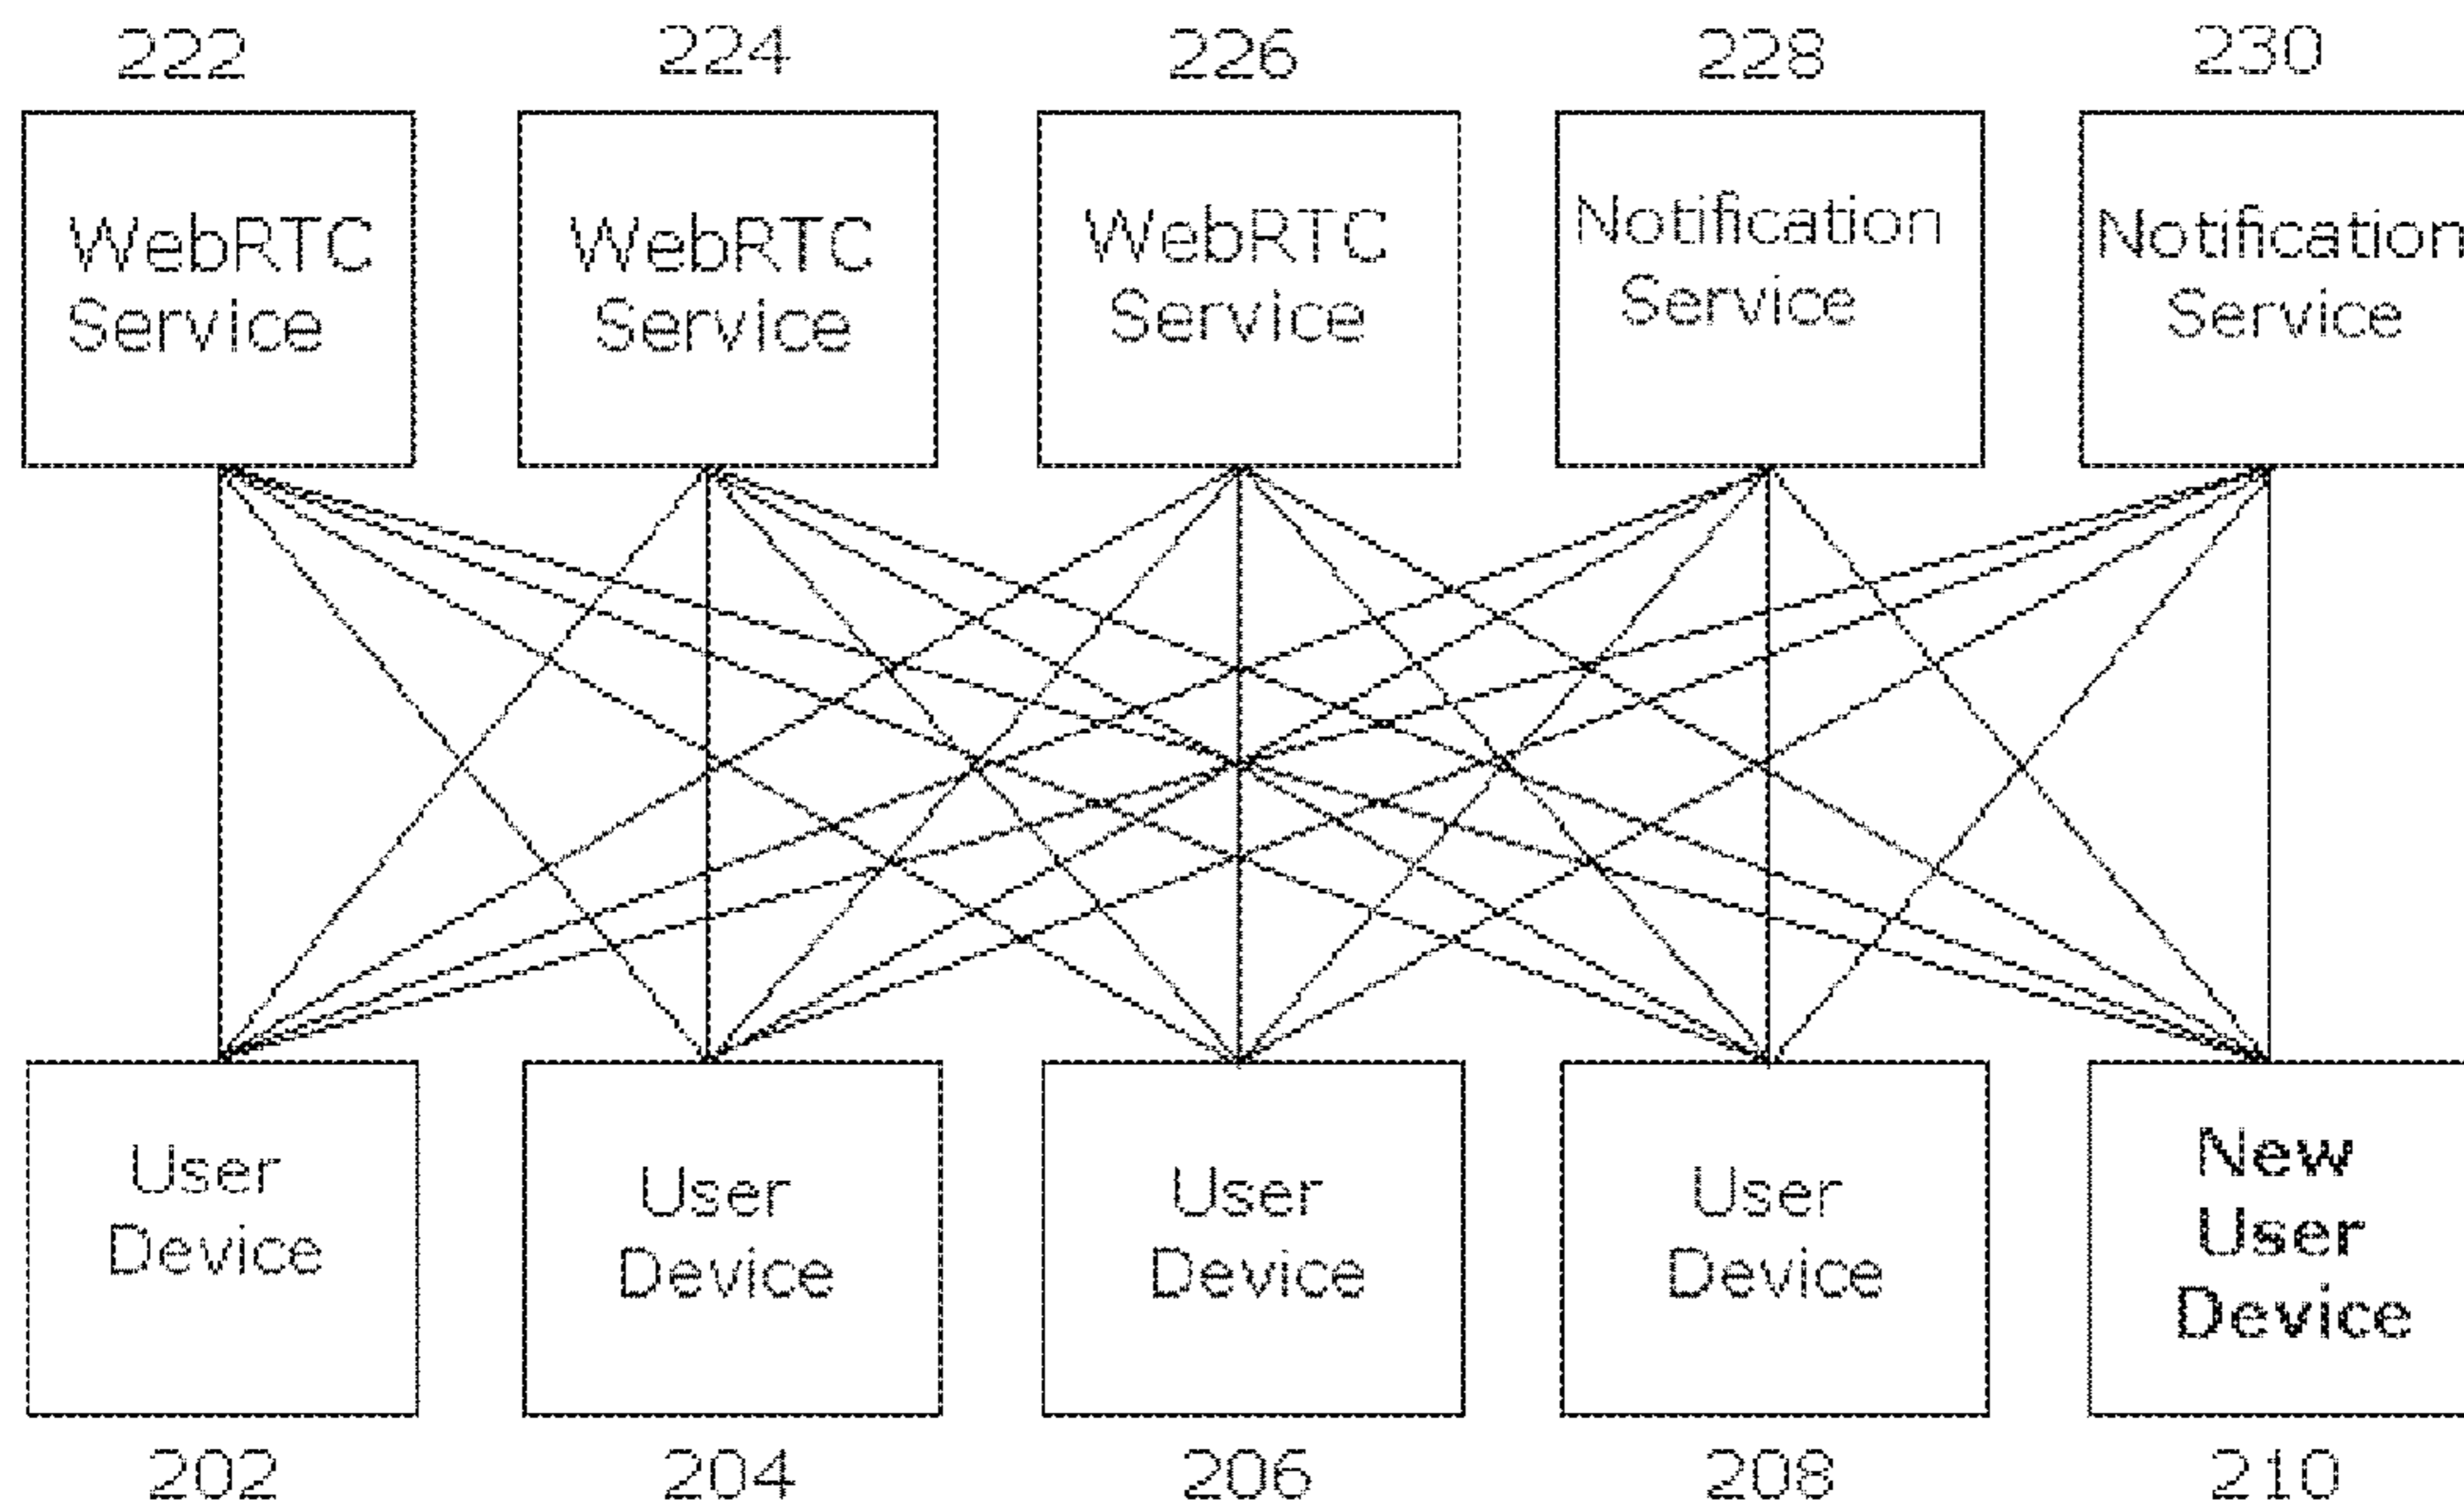 222 224 226 228 230
WebRTC WebRTC WebRTC Notification Notification
Service Service Service Service Service
User User User User New
Device Device Device Device User
Device
202 204 206 208 210